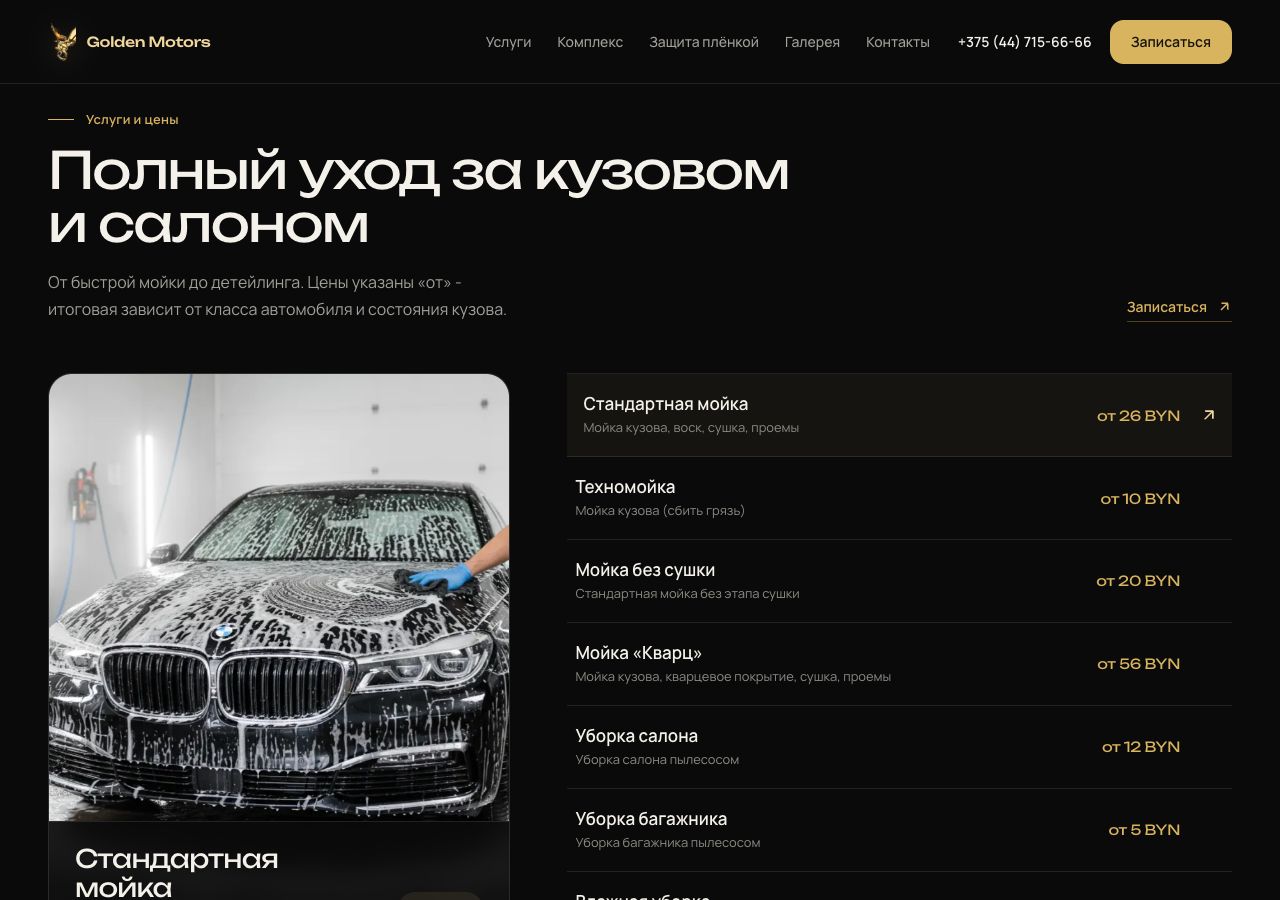 Golden Motors
Услуги
Комплекс
Защита плёнкой
Галерея
Контакты
+375 (44) 715-66-66
Записаться
Услуги и цены
Полный уход за кузовом
и салоном
От быстрой мойки до детейлинга. Цены указаны «от» -
итоговая зависит от класса автомобиля и состояния кузова.
Записаться
Стандартная
мойка
Стандартная мойка
Мойка кузова, воск, сушка, проемы
от 26 BYN
Техномойка
Мойка кузова (сбить грязь)
от 10 BYN
Мойка без сушки
Стандартная мойка без этапа сушки
от 20 BYN
Мойка «Кварц»
Мойка кузова, кварцевое покрытие, сушка, проемы
от 56 BYN
Уборка салона
Уборка салона пылесосом
от 12 BYN
Уборка багажника
Уборка багажника пылесосом
от 5 BYN